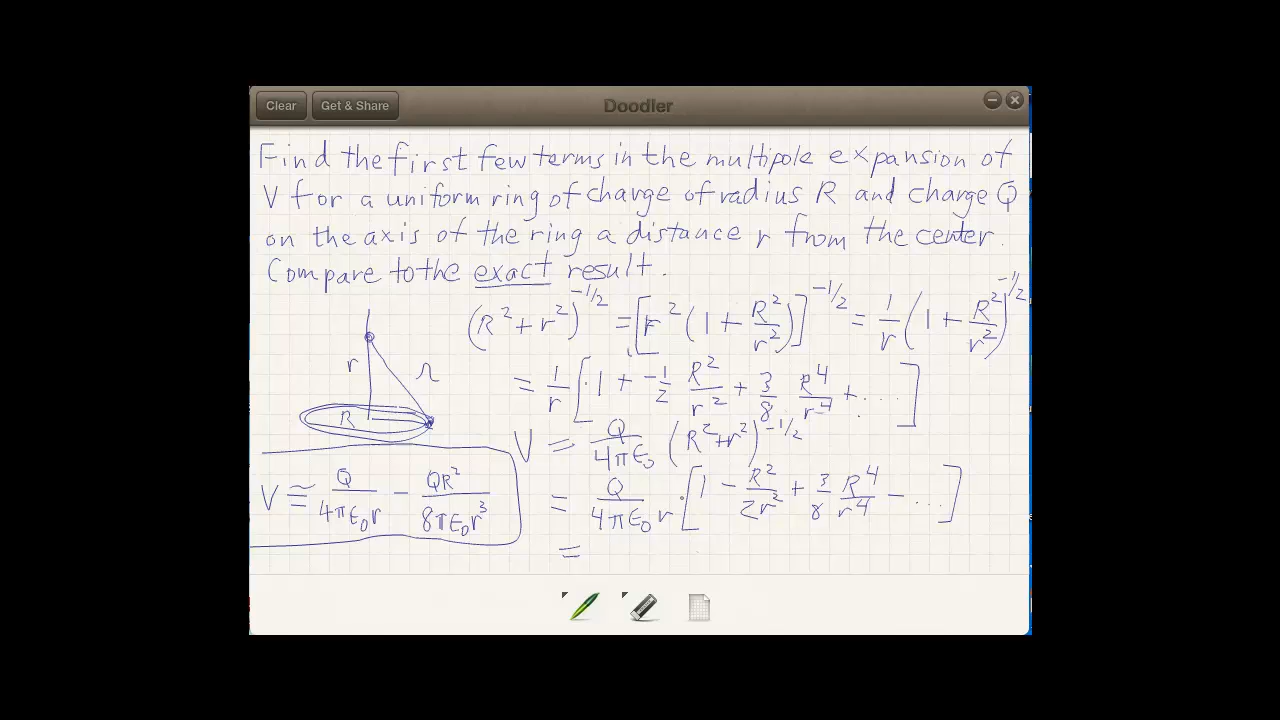 Clear Get & Share Doodler
Find the first few terms in the multipole expansion of
V for a uniform ring of charge of radius R and charge Q
on the axis of the ring a distance r from the center.
Compare to the exact result.
(R²+r²)^-1/2 = [r²(1+R²/r²)]^-1/2 = 1/r (1+R²/r²)^-1/2
= 1/r [1 + -1/2 R²/r² + 3/8 R⁴/r⁴ + ....]
r r
R
V = Q/4πε₀ (R²+r²)^-1/2
V ≅ Q/4πε₀r - QR²/8πε₀r³
= Q/4πε₀r · [1 - R²/2r² + 3/8 R⁴/r⁴ - ....]
=